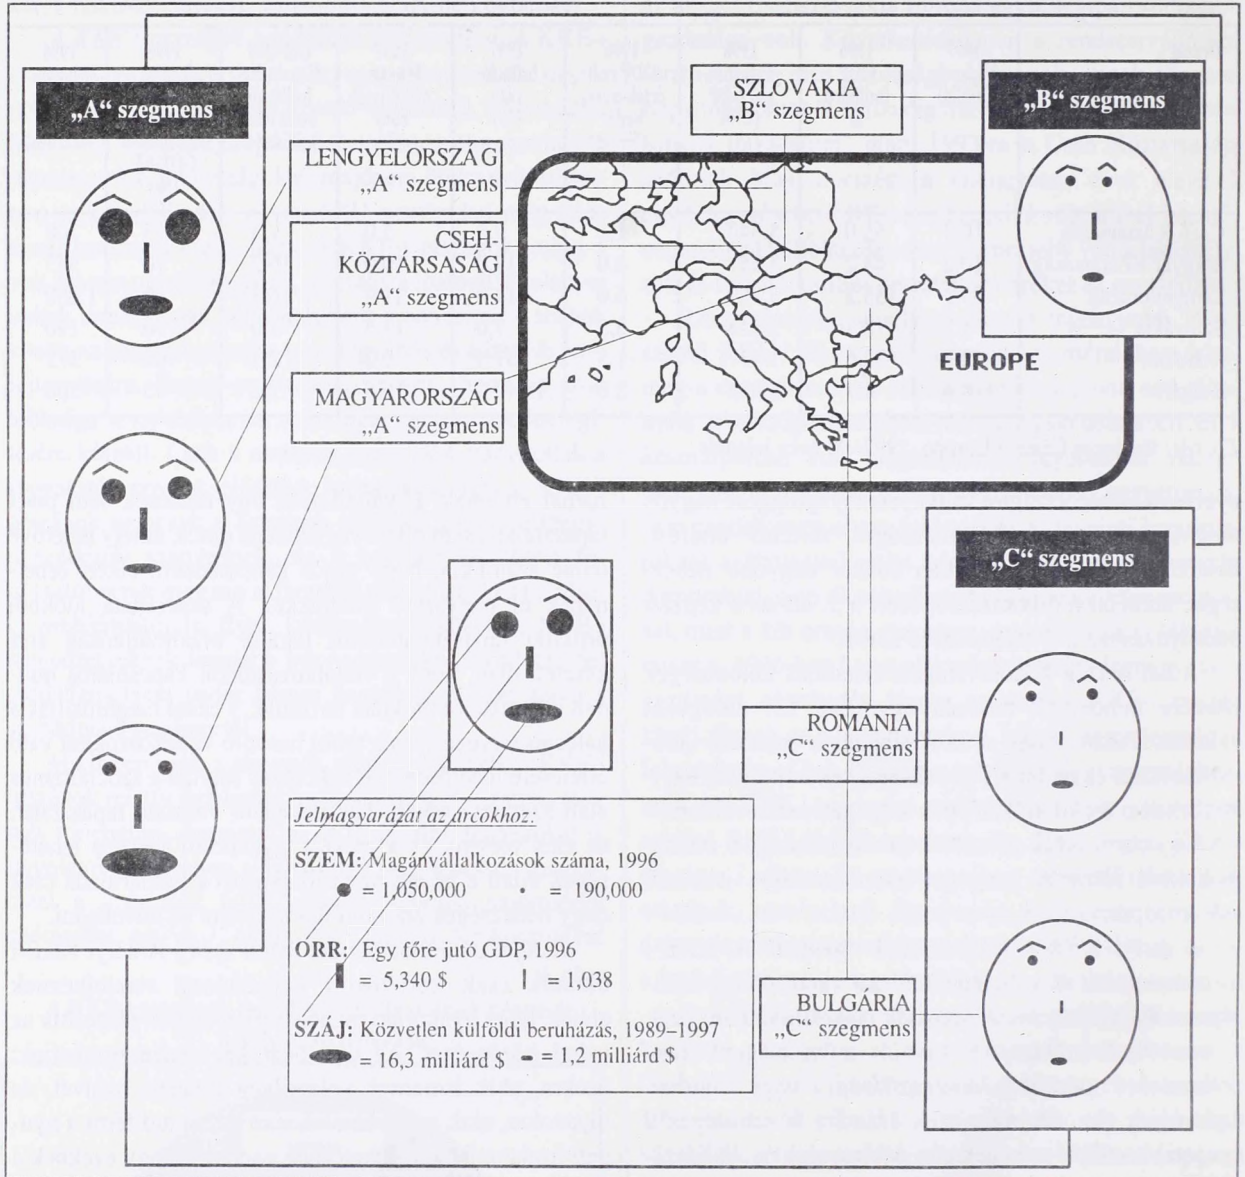 „A“ szegmens
SZLOVÁKIA
„B“ szegmens
„B“ szegmens
LENGYELORSZÁG
„A“ szegmens
CSEH-
KÖZTÁRSASÁG
„A“ szegmens
MAGYARORSZÁG
„A“ szegmens
EUROPE
„C“ szegmens
ROMÁNIA
„C“ szegmens
BULGÁRIA
„C“ szegmens
Jelmagyarázat az arcokhoz:
SZEM: Magánvállalkozások száma, 1996
= 1,050,000 = 190,000
ORR: Egy főre jutó GDP, 1996
= 5,340 $ = 1,038
SZÁJ: Közvetlen külföldi beruházás, 1989–1997
= 16,3 milliárd $ = 1,2 milliárd $